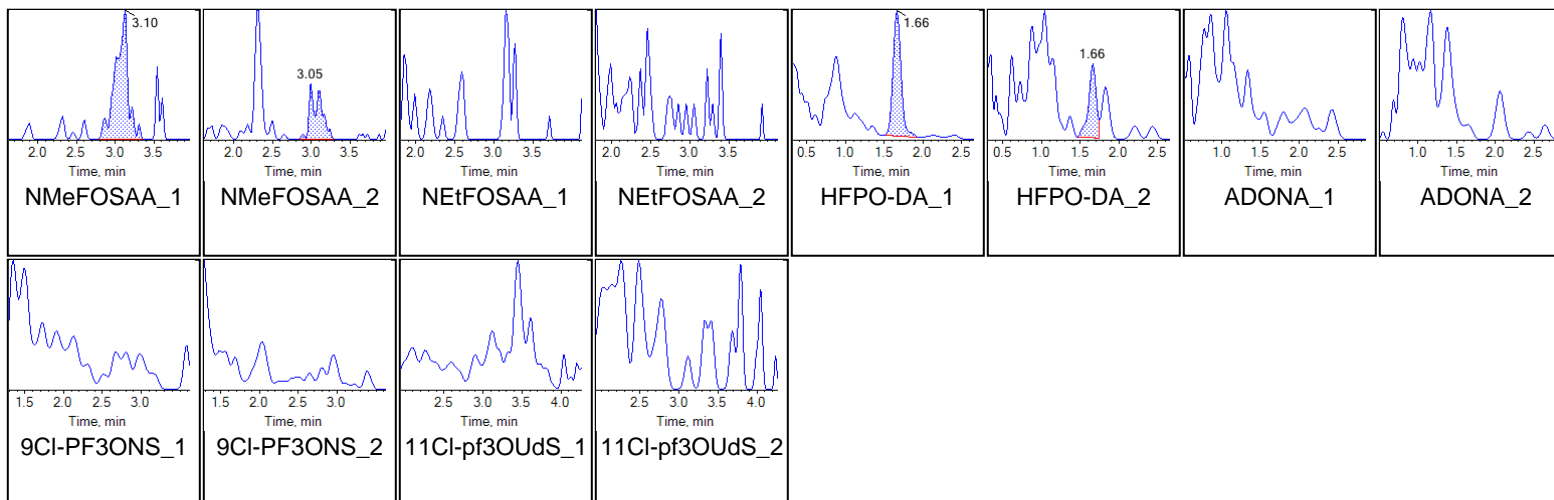 3.10
2.0 2.5 3.0 3.5
Time, min
NMeFOSAA_1
3.05
2.0 2.5 3.0 3.5
Time, min
NMeFOSAA_2
2.0 2.5 3.0 3.5
Time, min
NEtFOSAA_1
2.0 2.5 3.0 3.5
Time, min
NEtFOSAA_2
1.66
0.5 1.0 1.5 2.0 2.5
Time, min
HFPO-DA_1
1.66
0.5 1.0 1.5 2.0 2.5
Time, min
HFPO-DA_2
1.0 1.5 2.0 2.5
Time, min
ADONA_1
1.0 1.5 2.0 2.5
Time, min
ADONA_2
1.5 2.0 2.5 3.0
Time, min
9Cl-PF3ONS_1
1.5 2.0 2.5 3.0
Time, min
9Cl-PF3ONS_2
2.5 3.0 3.5 4.0
Time, min
11Cl-pf3OUdS_1
2.5 3.0 3.5 4.0
Time, min
11Cl-pf3OUdS_2